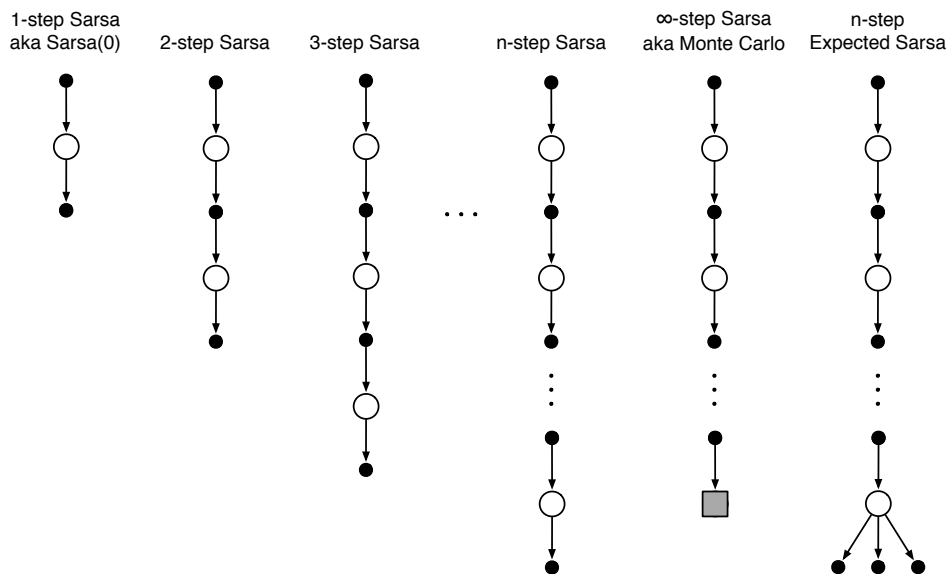 1-step Sarsa
aka Sarsa(0)
2-step Sarsa
3-step Sarsa
n-step Sarsa
∞-step Sarsa
aka Monte Carlo
n-step
Expected Sarsa